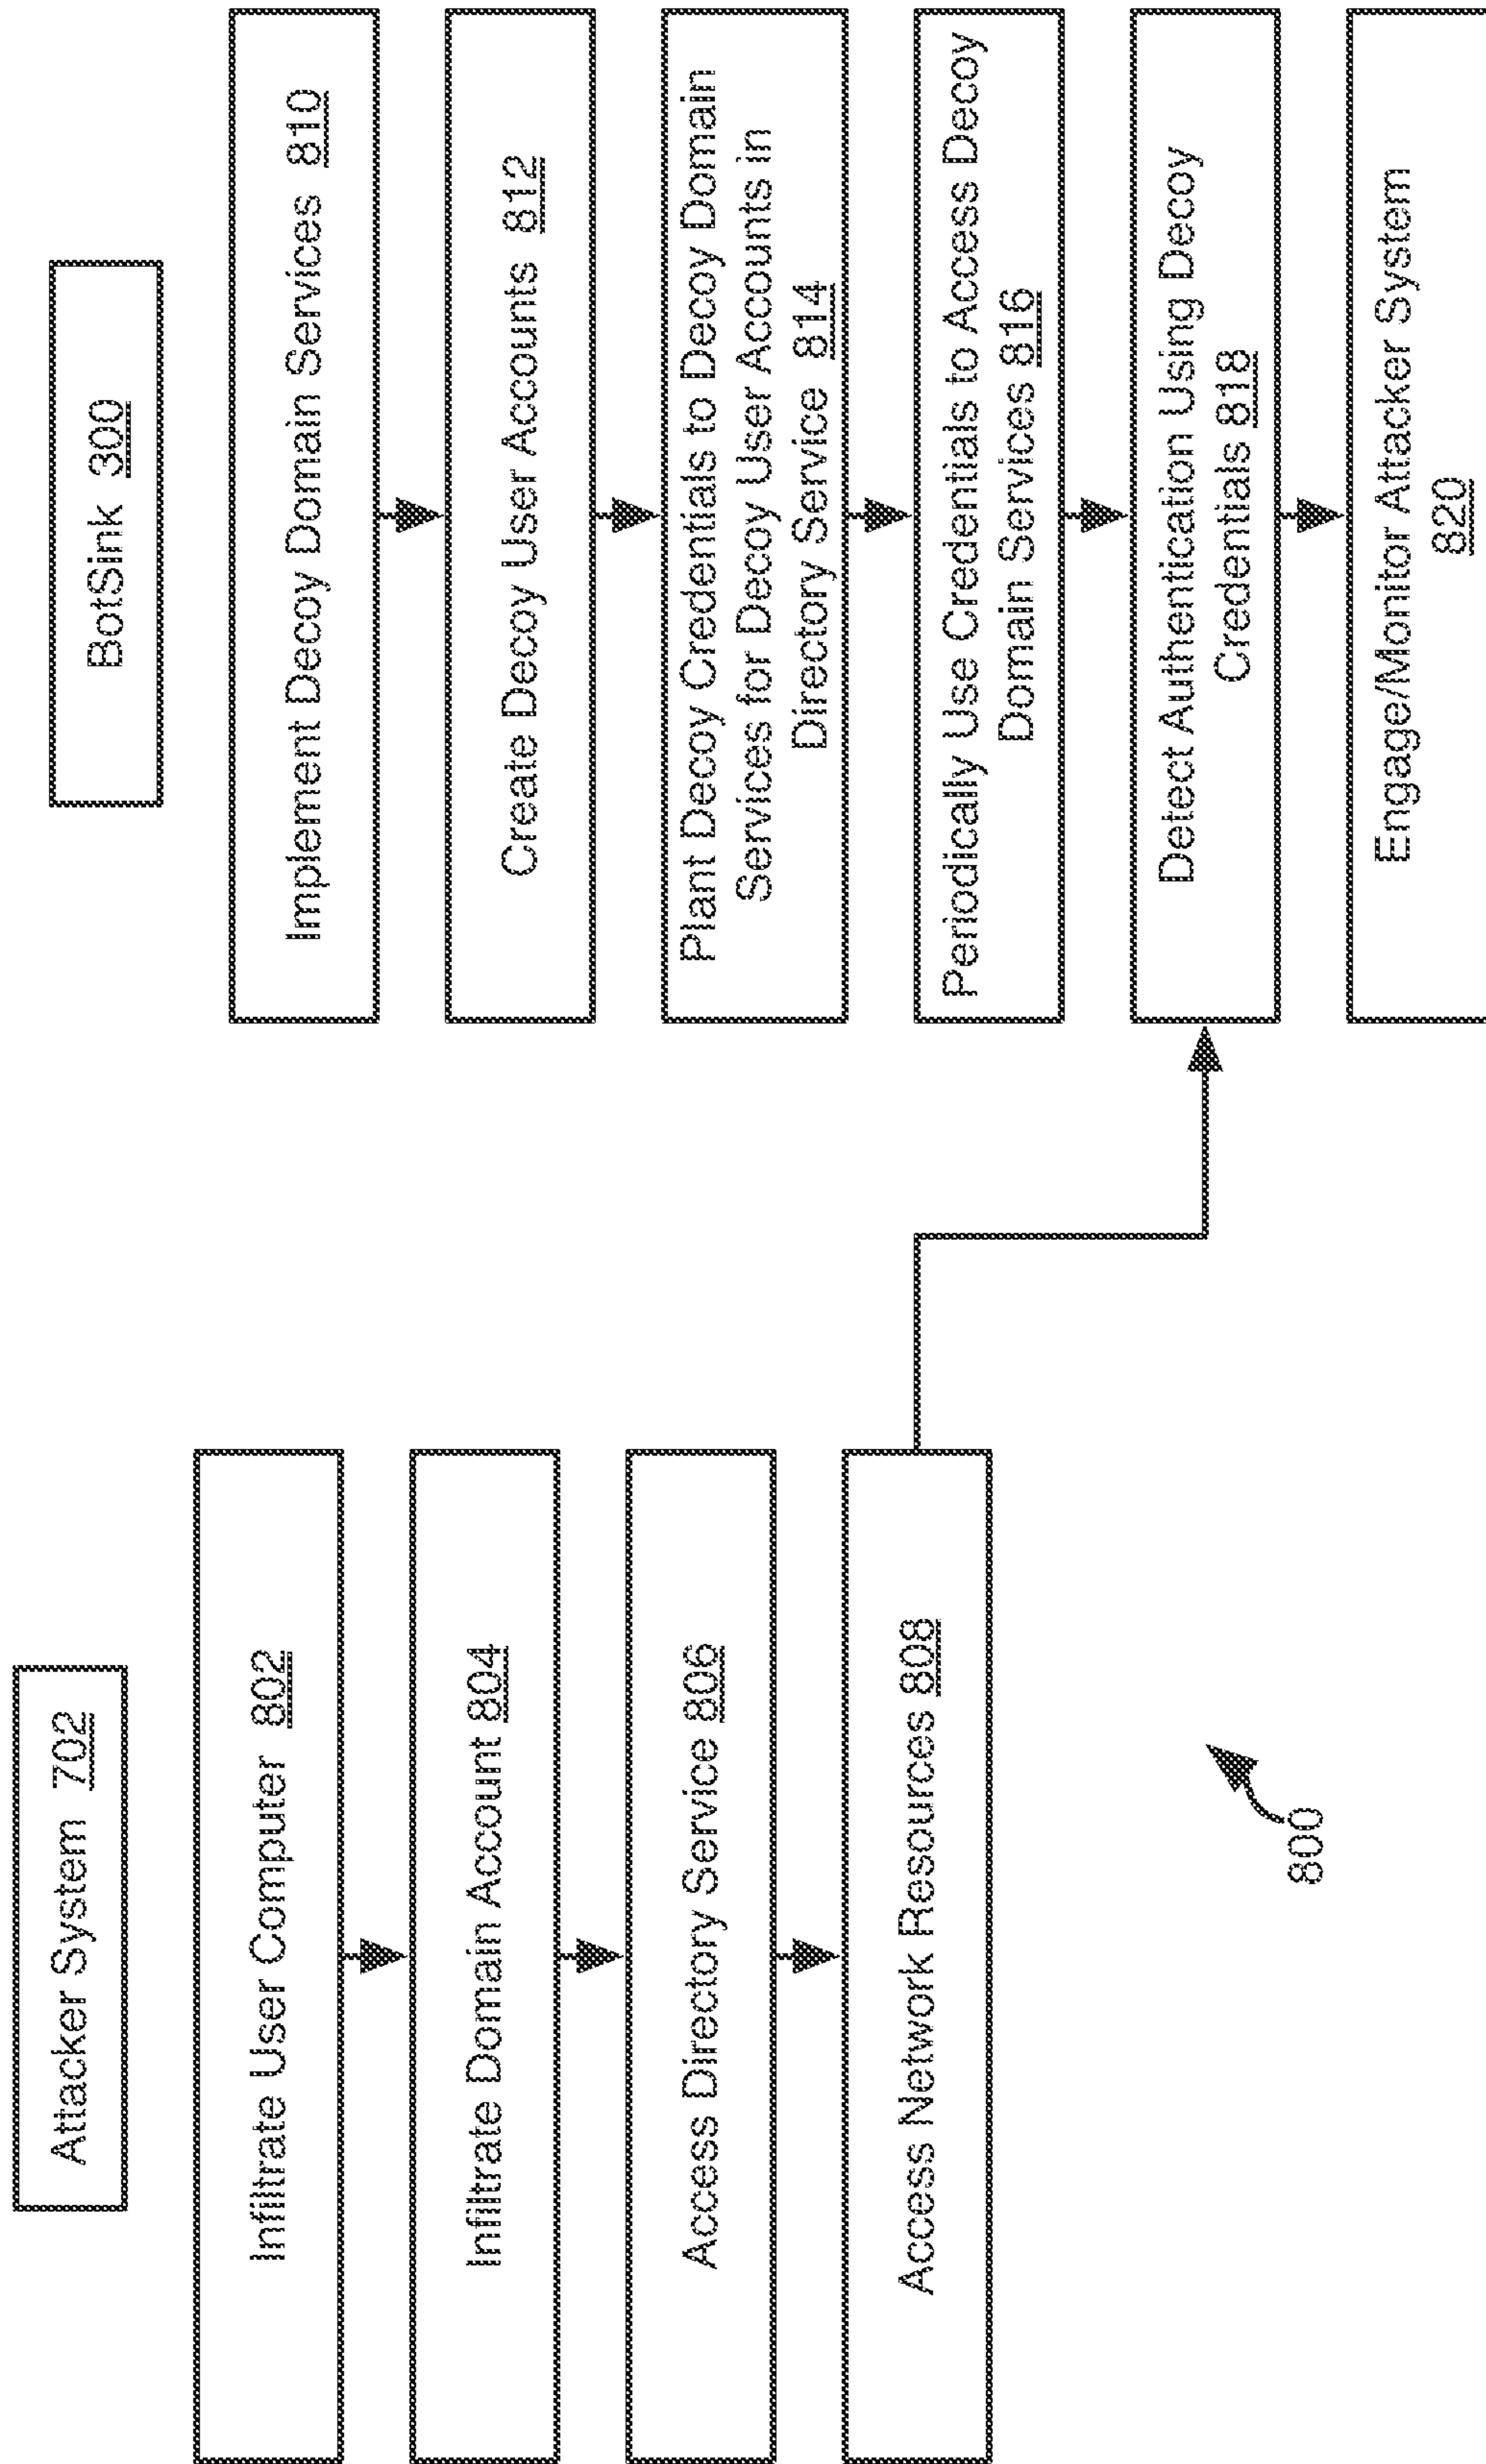 Attacker System 702
Infiltrate User Computer 802
Infiltrate Domain Account 804
Access Directory Service 806
Access Network Resources 808
800
BotSink 300
Implement Decoy Domain Services 810
Create Decoy User Accounts 812
Plant Decoy Credentials to Decoy Domain
Services for Decoy User Accounts in
Directory Service 814
Periodically Use Credentials to Access Decoy
Domain Services 816
Detect Authentication Using Decoy
Credentials 818
Engage/Monitor Attacker System
820